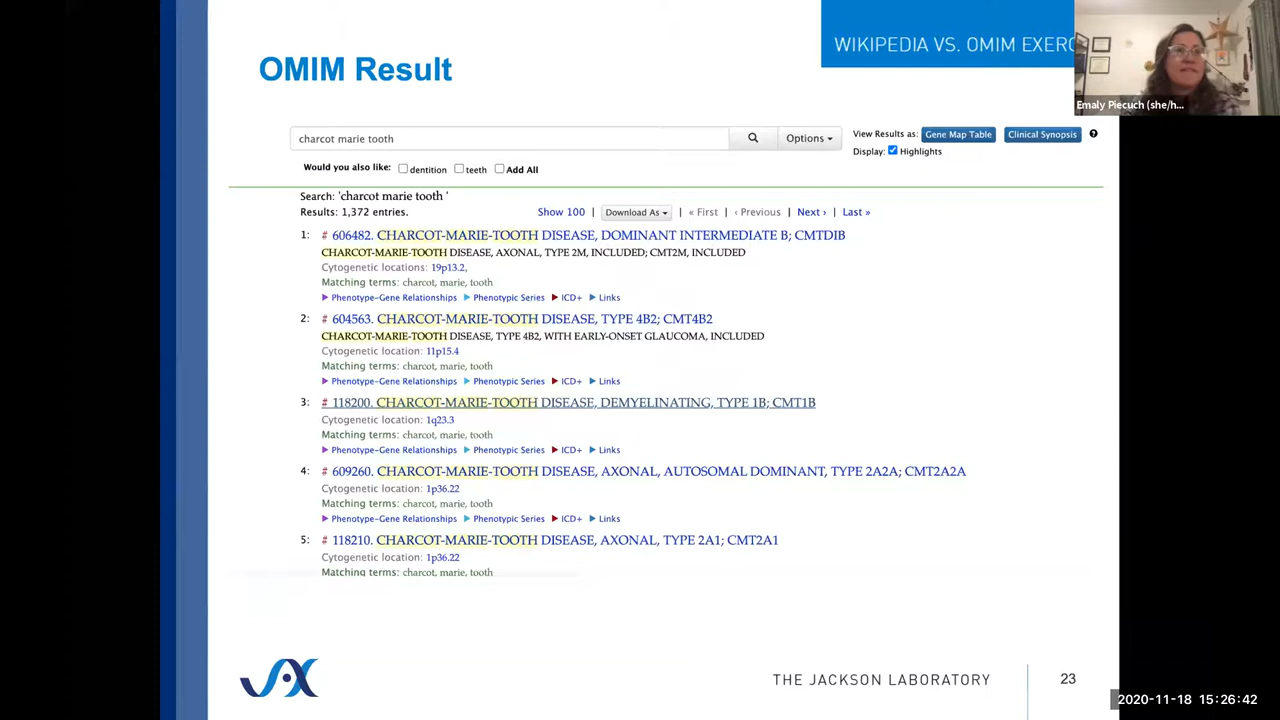 WIKIPEDIA VS. OMIM EXERC
OMIM Result
Emaly Piecuch (she/h...
charcot marie tooth
Options
View Results as: Gene Map Table Clinical Synopsis ?
Display: Highlights
Would you also like: dentition teeth Add All
Search: 'charcot marie tooth '
Results: 1,372 entries.
Show 100 | Download As | « First | ‹ Previous | Next › | Last »
1: # 606482. CHARCOT-MARIE-TOOTH DISEASE, DOMINANT INTERMEDIATE B; CMTDIB
CHARCOT-MARIE-TOOTH DISEASE, AXONAL, TYPE 2M, INCLUDED; CMT2M, INCLUDED
Cytogenetic locations: 19p13.2,
Matching terms: charcot, marie, tooth
Phenotype-Gene Relationships Phenotypic Series ICD+ Links
2: # 604563. CHARCOT-MARIE-TOOTH DISEASE, TYPE 4B2; CMT4B2
CHARCOT-MARIE-TOOTH DISEASE, TYPE 4B2, WITH EARLY-ONSET GLAUCOMA, INCLUDED
Cytogenetic location: 11p15.4
Matching terms: charcot, marie, tooth
Phenotype-Gene Relationships Phenotypic Series ICD+ Links
3: # 118200. CHARCOT-MARIE-TOOTH DISEASE, DEMYELINATING, TYPE 1B; CMT1B
Cytogenetic location: 1q23.3
Matching terms: charcot, marie, tooth
Phenotype-Gene Relationships Phenotypic Series ICD+ Links
4: # 609260. CHARCOT-MARIE-TOOTH DISEASE, AXONAL, AUTOSOMAL DOMINANT, TYPE 2A2A; CMT2A2A
Cytogenetic location: 1p36.22
Matching terms: charcot, marie, tooth
Phenotype-Gene Relationships Phenotypic Series ICD+ Links
5: # 118210. CHARCOT-MARIE-TOOTH DISEASE, AXONAL, TYPE 2A1; CMT2A1
Cytogenetic location: 1p36.22
Matching terms: charcot, marie, tooth
JAX
THE JACKSON LABORATORY
23
2020-11-18 15:26:42